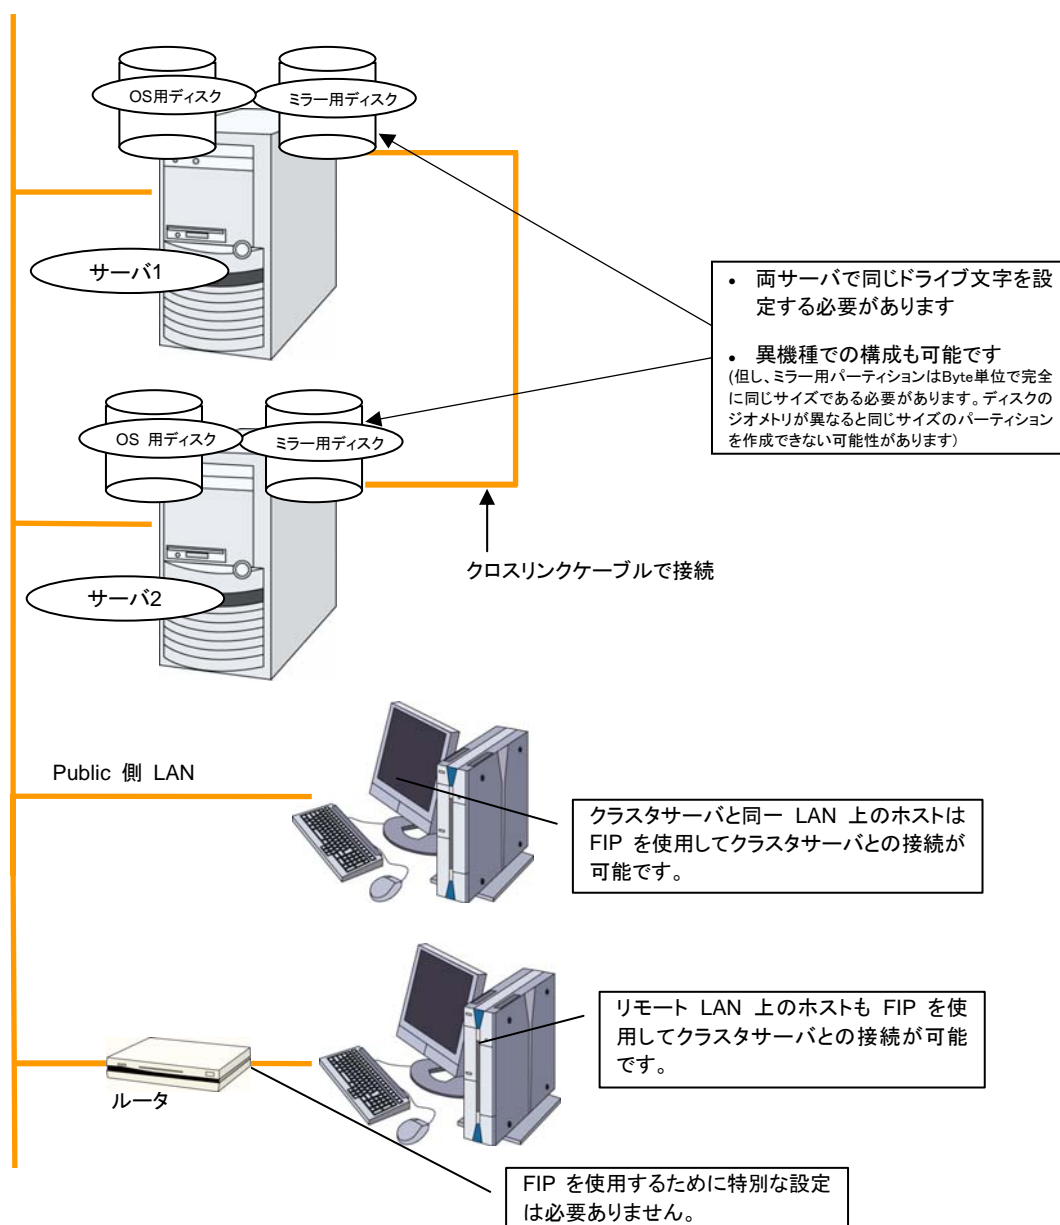 OS用ディスク
ミラー用ディスク
サーバ1
• 両サーバで同じドライブ文字を設
定する必要があります
• 異機種での構成も可能です
(但し、ミラー用パーティションはByte単位で完全
に同じサイズである必要があります。ディスクの
ジオメトリが異なると同じサイズのパーティション
を作成できない可能性があります)
OS 用ディスク
ミラー用ディスク
クロスリンクケーブルで接続
サーバ2
Public 側 LAN
クラスタサーバと同一 LAN 上のホストは
FIP を使用してクラスタサーバとの接続が
可能です。
リモート LAN 上のホストも FIP を使
用してクラスタサーバとの接続が可能
です。
ルータ
FIP を使用するために特別な設定
は必要ありません。